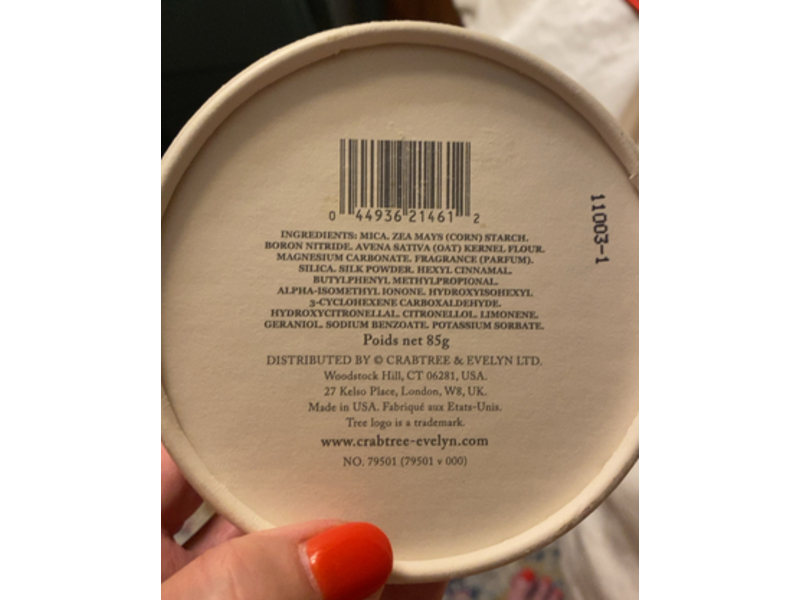 0 44936 21461 2
11003-1
INGREDIENTS: MICA. ZEA MAYS (CORN) STARCH.
BORON NITRIDE. AVENA SATIVA (OAT) KERNEL FLOUR.
MAGNESIUM CARBONATE. FRAGRANCE (PARFUM).
SILICA. SILK POWDER. HEXYL CINNAMAL.
BUTYLPHENYL METHYLPROPIONAL.
ALPHA-ISOMETHYL IONONE. HYDROXYISOHEXYL
3-CYCLOHEXENE CARBOXALDEHYDE.
HYDROXYCITRONELLAL. CITRONELLOL. LIMONENE.
GERANIOL. SODIUM BENZOATE. POTASSIUM SORBATE.
Poids net 85g
DISTRIBUTED BY © CRABTREE & EVELYN LTD.
Woodstock Hill, CT 06281, USA.
27 Kelso Place, London, W8, UK.
Made in USA. Fabriqué aux Etats-Unis.
Tree logo is a trademark.
www.crabtree-evelyn.com
NO. 79501 (79501 v 000)